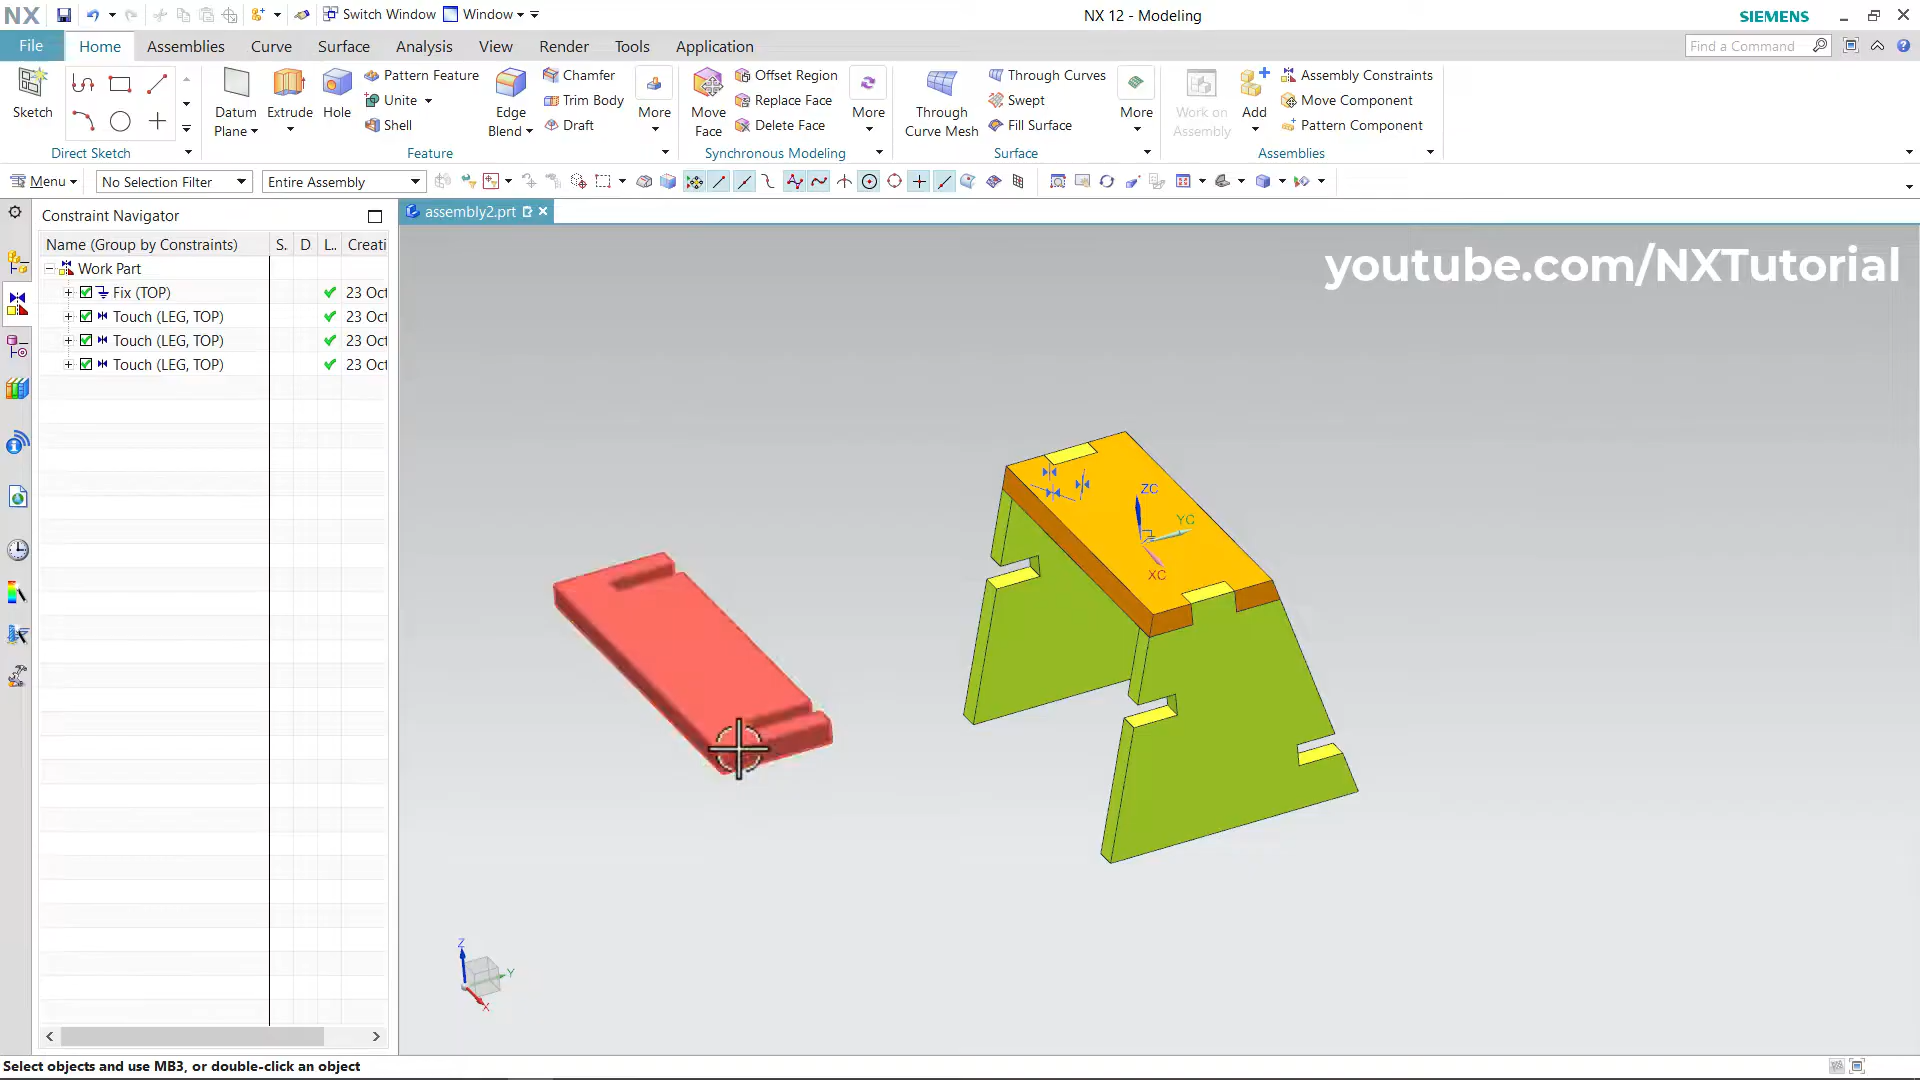 NX
Switch Window
Window
NX 12 - Modeling
SIEMENS
File
Home
Assemblies
Curve
Surface
Analysis
View
Render
Tools
Application
Find a Command
Sketch
Direct Sketch
Datum
Plane
Extrude
Hole
Pattern Feature
Unite
Shell
Edge
Blend
Chamfer
Trim Body
Draft
More
Feature
Move
Face
Offset Region
Replace Face
Delete Face
More
Synchronous Modeling
Through
Curve Mesh
Through Curves
Swept
Fill Surface
More
Surface
Work on
Assembly
Add
Assembly Constraints
Move Component
Pattern Component
Assemblies
Menu
No Selection Filter
Entire Assembly
Constraint Navigator
assembly2.prt
Name (Group by Constraints) S. D L.. Creati
Work Part
Fix (TOP) 23 Oct
Touch (LEG, TOP) 23 Oct
Touch (LEG, TOP) 23 Oct
Touch (LEG, TOP) 23 Oct
youtube.com/NXTutorial
ZC
YC
XC
Z
Y
X
Select objects and use MB3, or double-click an object